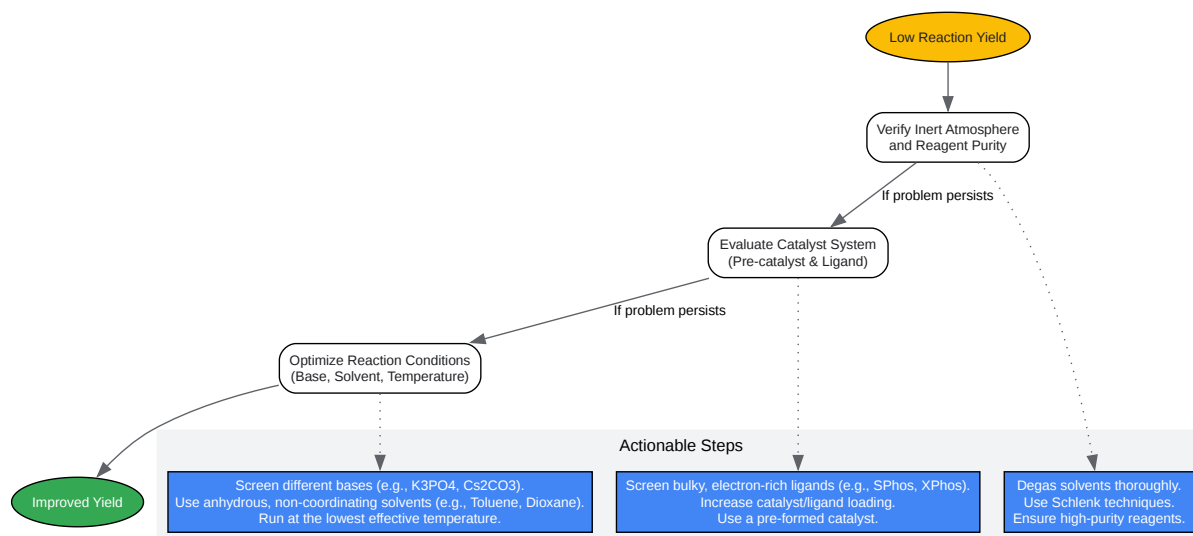 Low Reaction Yield
Verify Inert Atmosphere
and Reagent Purity
If problem persists
Evaluate Catalyst System
(Pre-catalyst & Ligand)
If problem persists
Optimize Reaction Conditions
(Base, Solvent, Temperature)
Actionable Steps
Improved Yield
Screen different bases (e.g., K3PO4, Cs2CO3).
Use anhydrous, non-coordinating solvents (e.g., Toluene, Dioxane).
Run at the lowest effective temperature.
Screen bulky, electron-rich ligands (e.g., SPhos, XPhos).
Increase catalyst/ligand loading.
Use a pre-formed catalyst.
Degas solvents thoroughly.
Use Schlenk techniques.
Ensure high-purity reagents.